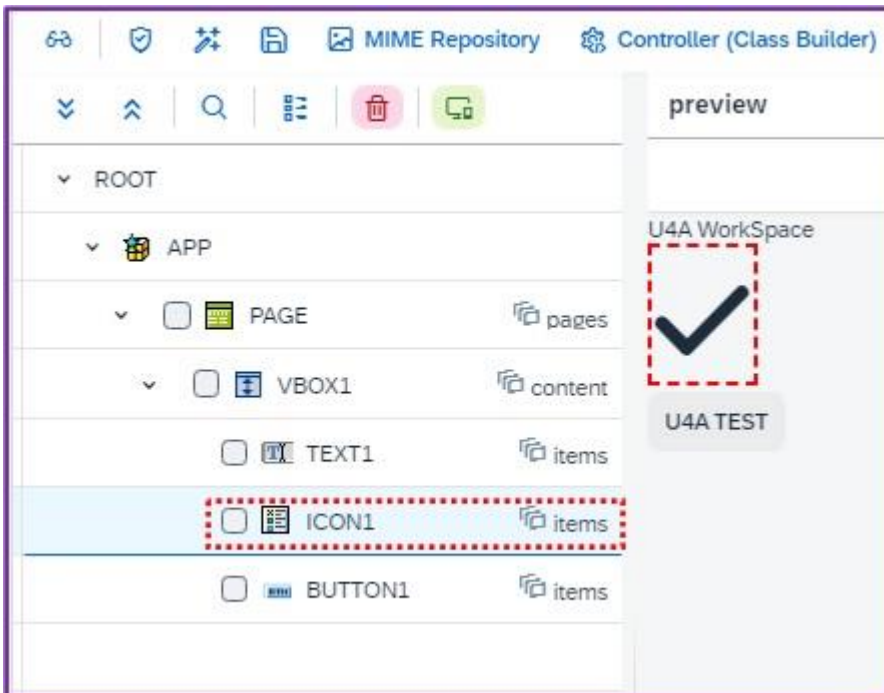 MIME Repository
Controller (Class Builder)
preview
ROOT
APP
PAGE
pages
VBOX1
content
TEXT1
items
ICON1
items
BUTTON1
items
U4A WorkSpace
U4A TEST